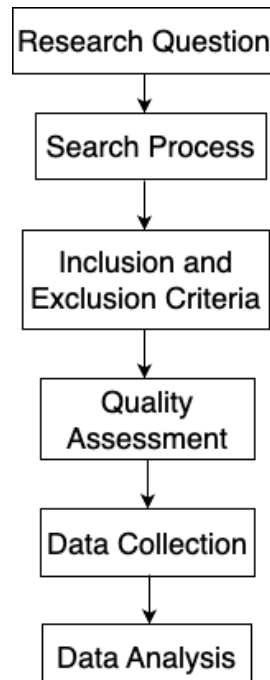 Research Question
Search Process
Inclusion and
Exclusion Criteria
Quality
Assessment
Data Collection
Data Analysis